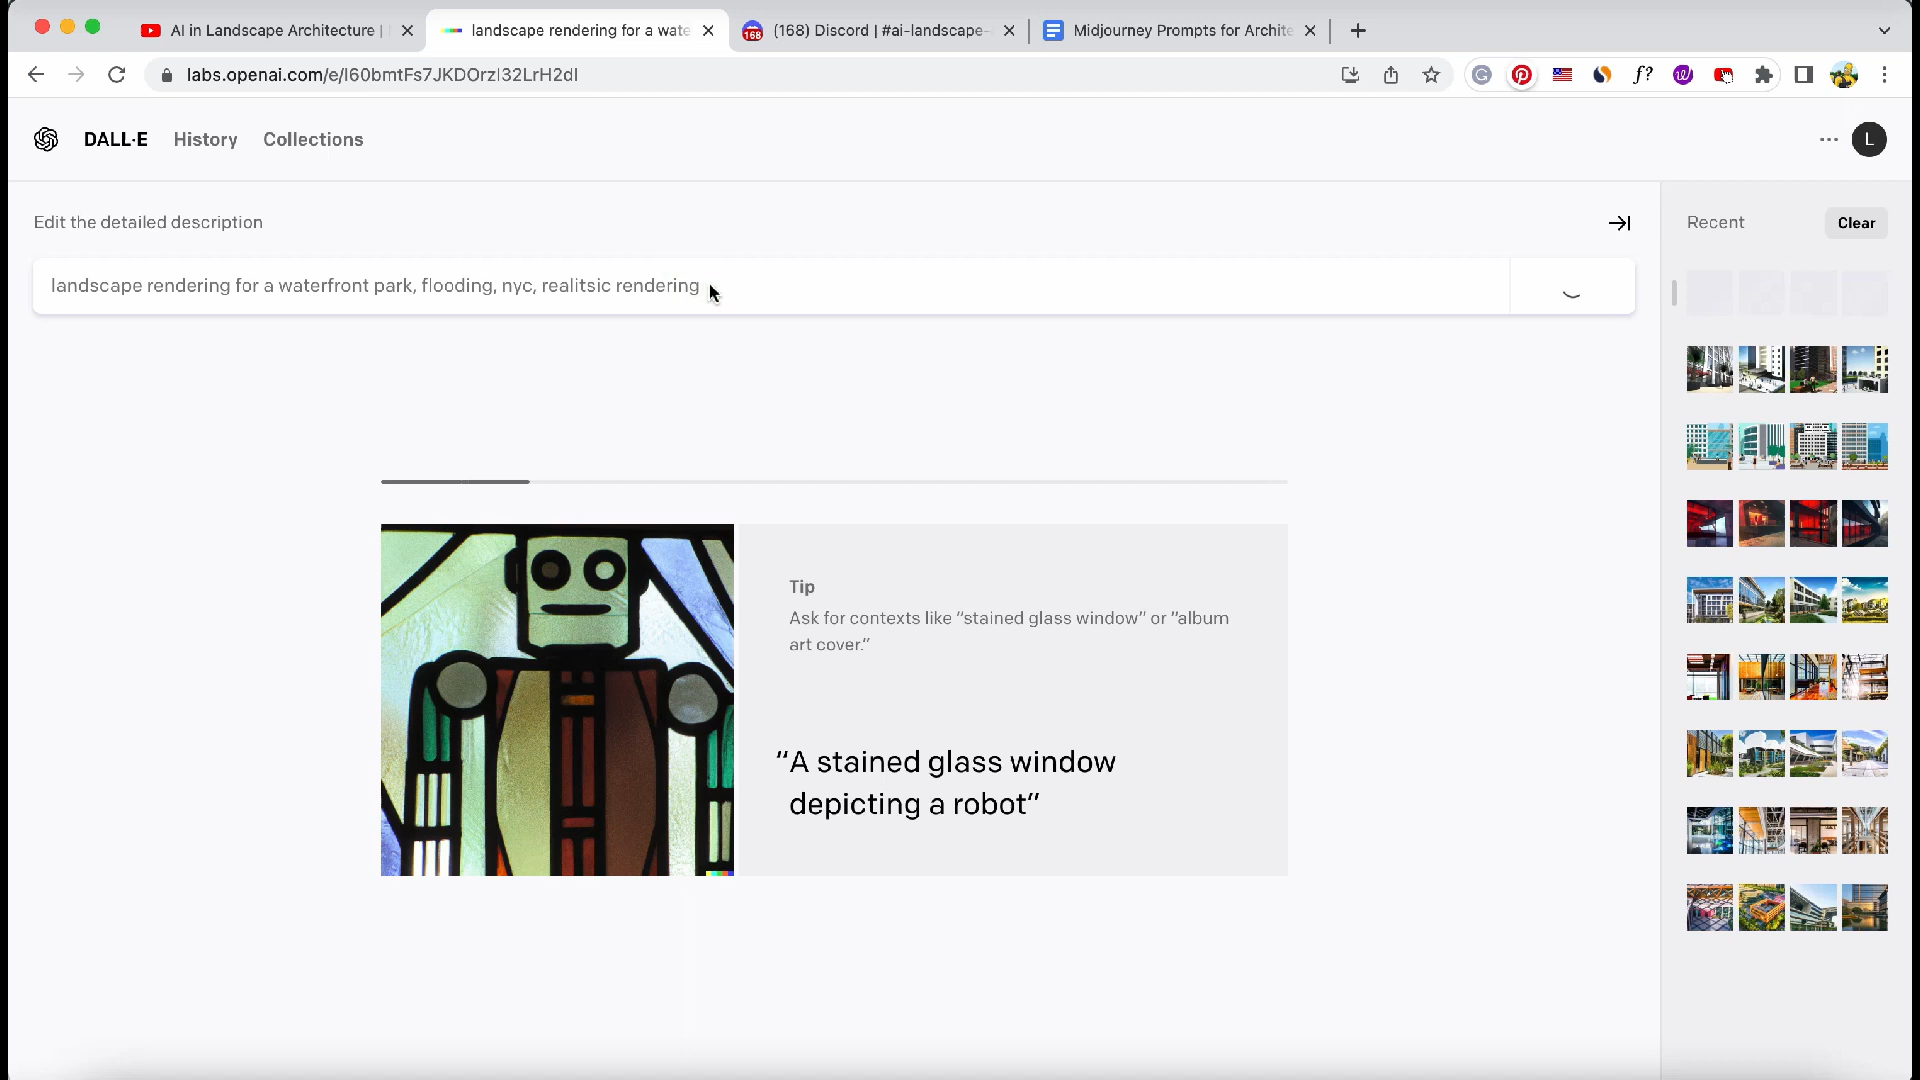 AI in Landscape Architecture |
landscape rendering for a wate
(168) Discord | #ai-landscape-
Midjourney Prompts for Archite
labs.openai.com/e/l60bmtFs7JKDOrzI32LrH2dI
DALL·E
History
Collections
L
Edit the detailed description
Recent
Clear
landscape rendering for a waterfront park, flooding, nyc, realitsic rendering
Tip
Ask for contexts like “stained glass window” or “album
art cover.”
“A stained glass window
depicting a robot”